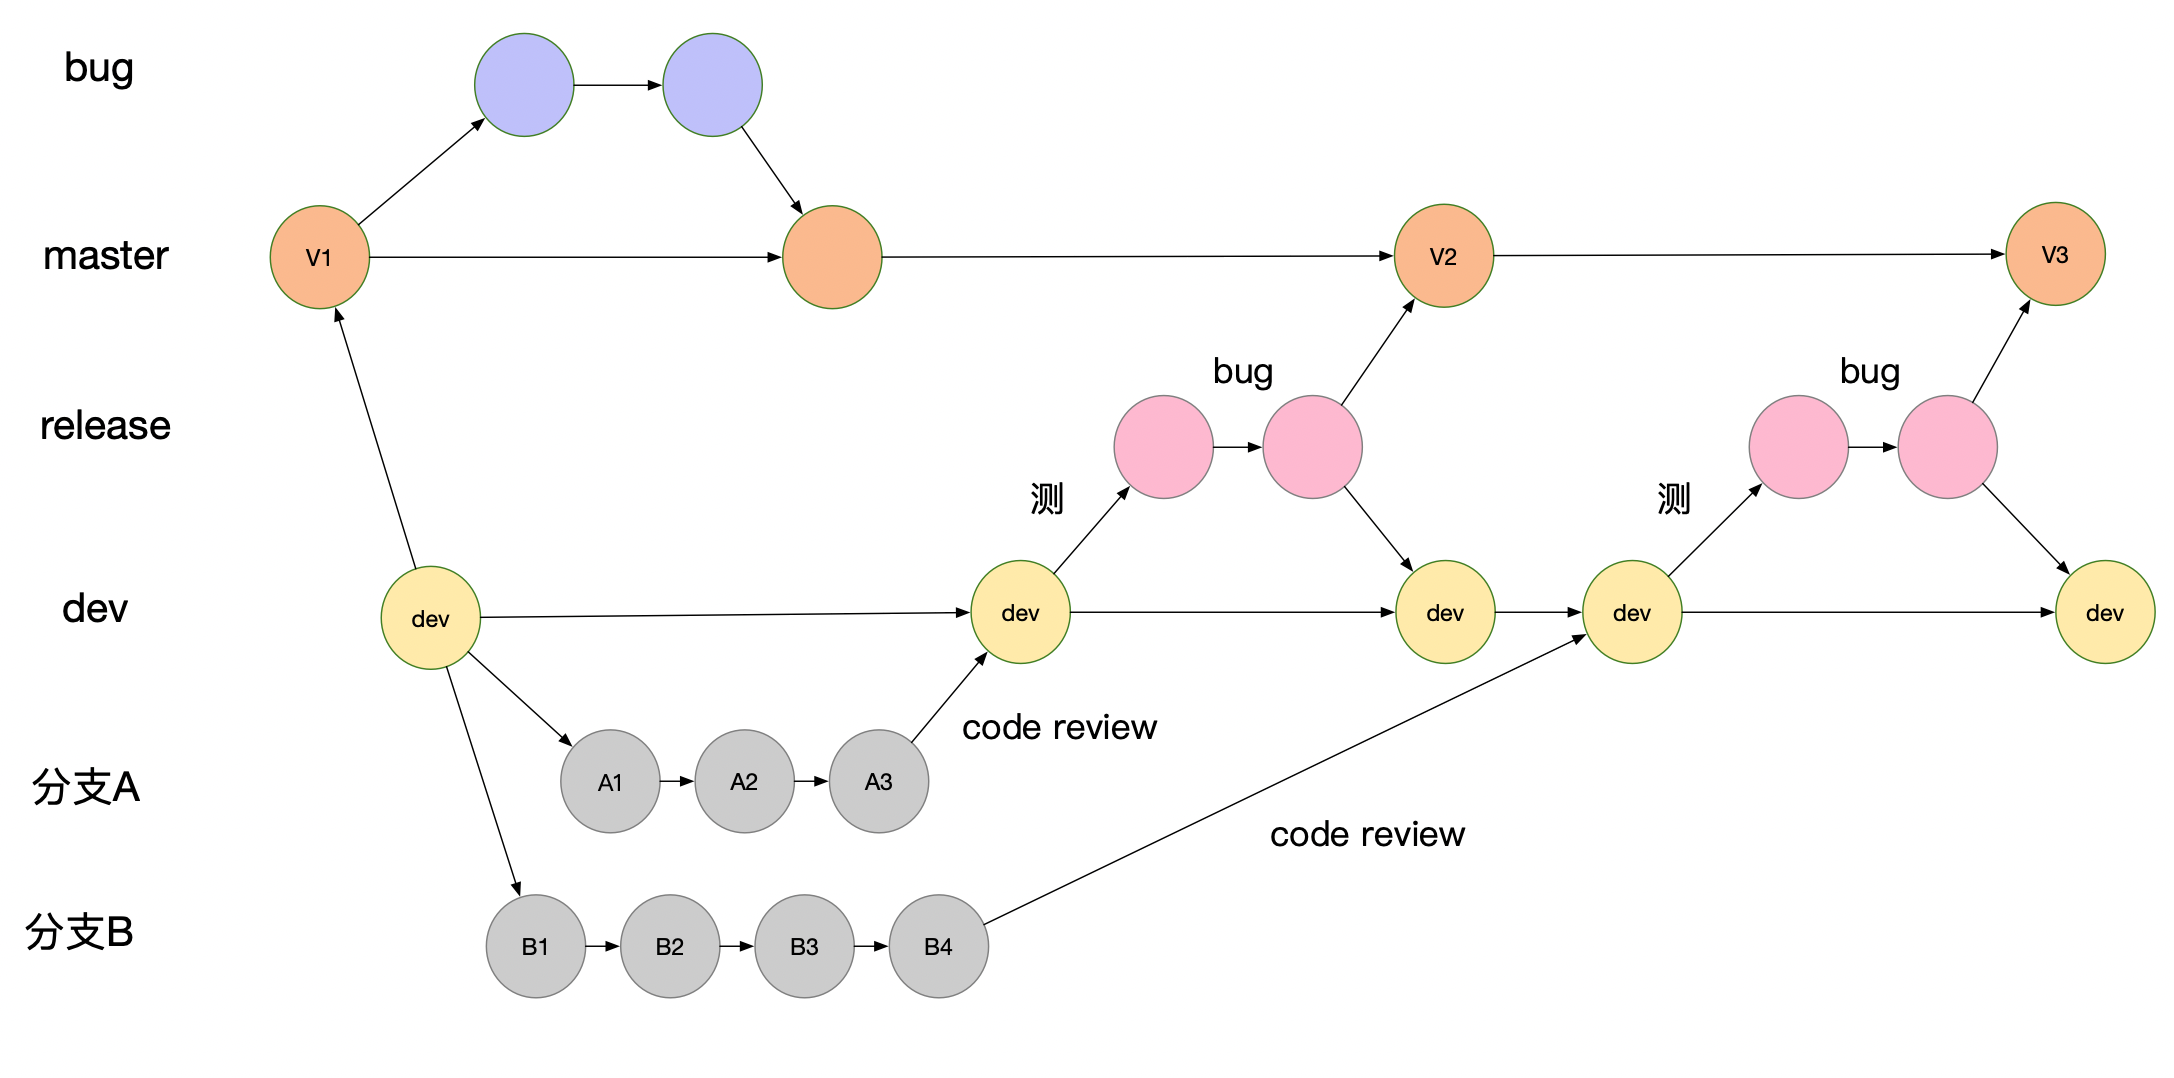 bug
master
V1
V2
V3
release
bug
bug
测
测
dev
dev
dev
dev
dev
dev
code review
分支A
A1
A2
A3
code review
分支B
B1
B2
B3
B4